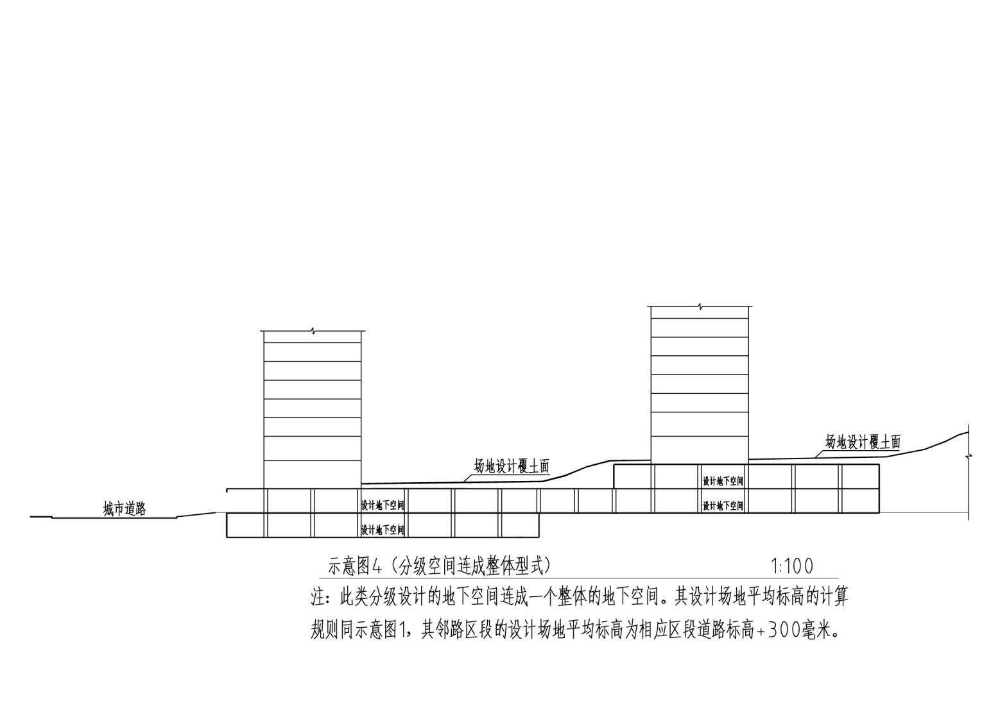 场地设计覆土面
场地设计覆土面
设计地下空间
城市道路
设计地下空间
设计地下空间
设计地下空间
示意图4（分级空间连成整体型式） 1:100
注：此类分级设计的地下空间连成一个整体的地下空间。其设计场地平均标高的计算
规则同示意图1，其邻路区段的设计场地平均标高为相应区段道路标高+300毫米。